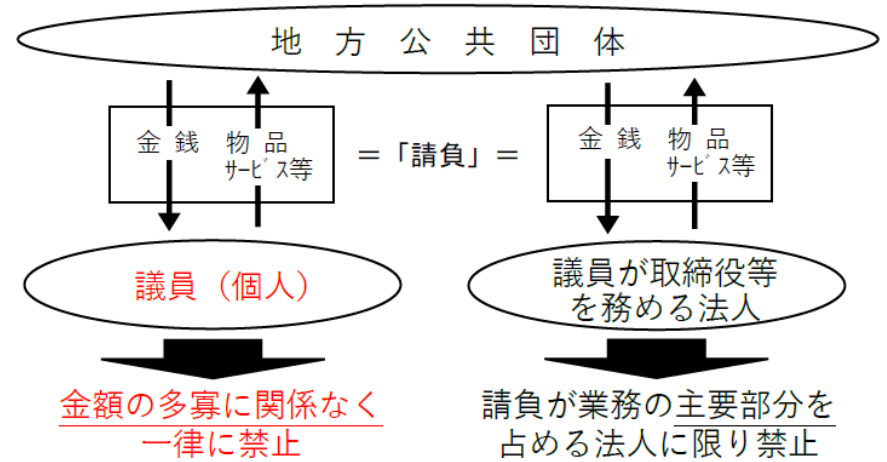 地方公共団体
金銭 物品
サービス等
=「請負」=
金銭 物品
サービス等
議員（個人）
議員が取締役等
を務める法人
金額の多寡に関係なく
一律に禁止
請負が業務の主要部分を
占める法人に限り禁止